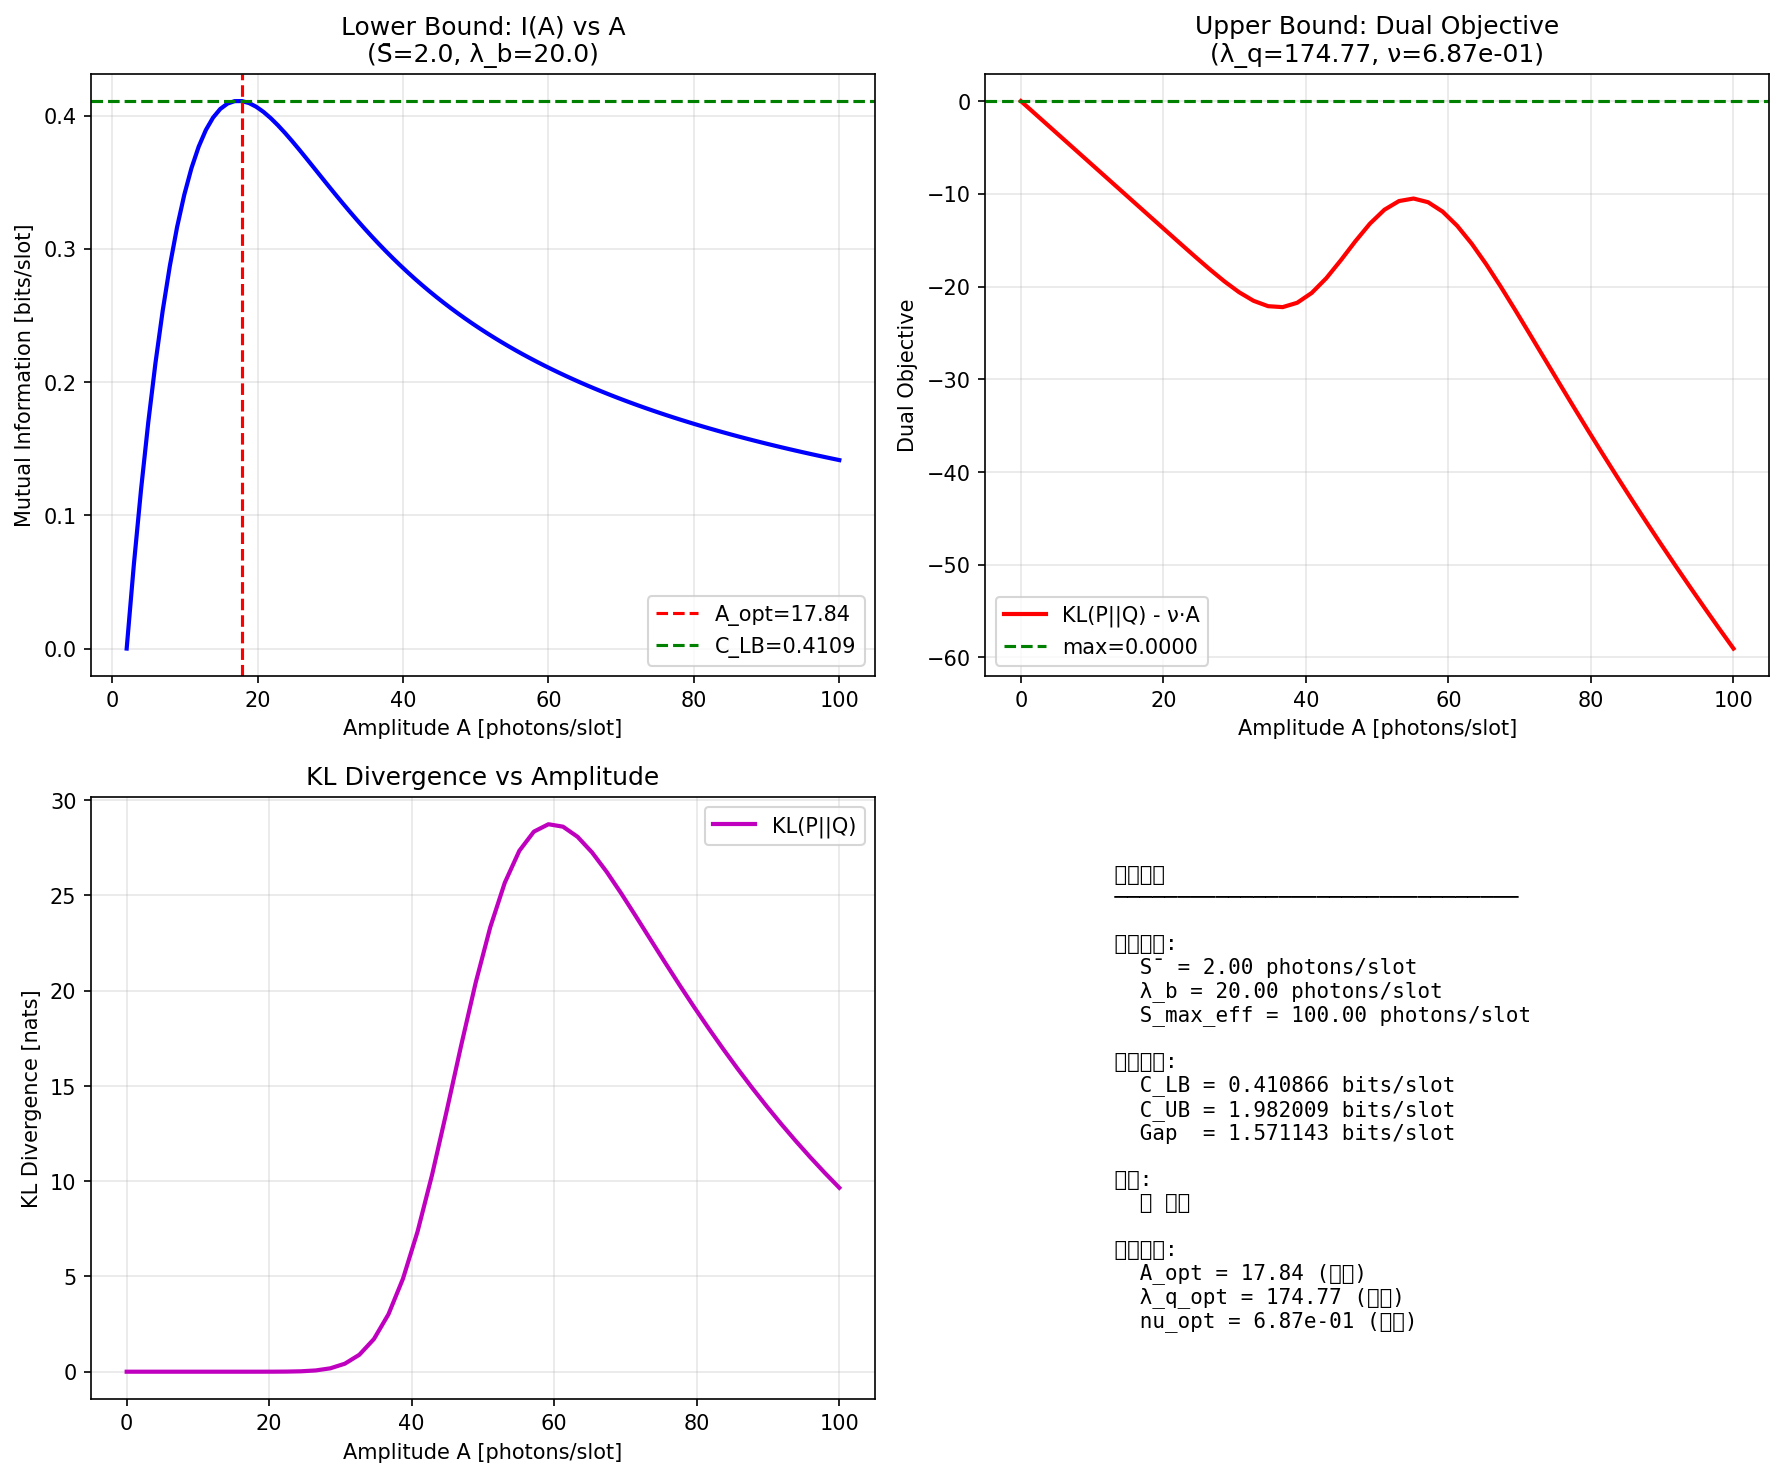 Lower Bound: I(A) vs A
(S̄=2.0, λ_b=20.0)
Mutual Information [bits/slot]
0.4
0.3
0.2
0.1
0.0
0 20 40 60 80 100
Amplitude A [photons/slot]
A_opt=17.84
C_LB=0.4109
Upper Bound: Dual Objective
(λ_q=174.77, ν=6.87e-01)
Dual Objective
0
−10
−20
−30
−40
−50
−60
0 20 40 60 80 100
Amplitude A [photons/slot]
KL(P||Q) - ν·A
max=0.0000
KL Divergence vs Amplitude
KL Divergence [nats]
30
25
20
15
10
5
0
0 20 40 60 80 100
Amplitude A [photons/slot]
KL(P||Q)
S̄ = 2.00 photons/slot
λ_b = 20.00 photons/slot
S_max_eff = 100.00 photons/slot
C_LB = 0.410866 bits/slot
C_UB = 1.982009 bits/slot
Gap = 1.571143 bits/slot
A_opt = 17.84
λ_q_opt = 174.77
nu_opt = 6.87e-01